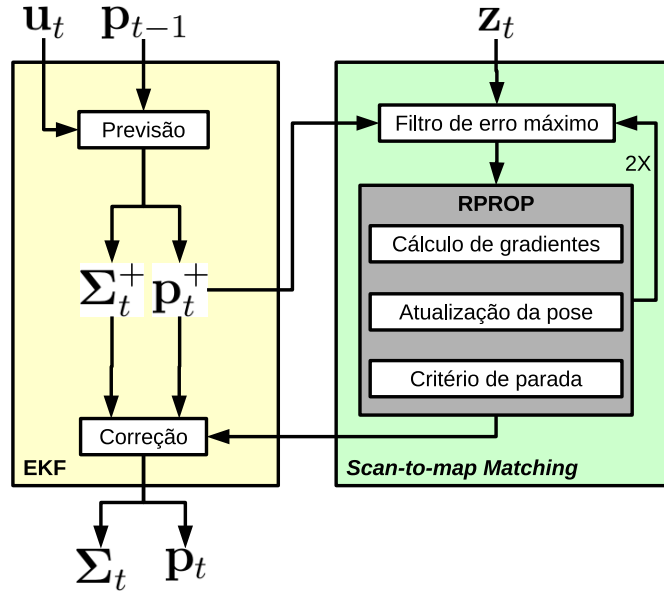 u_t p_{t−1} z_t
Previsão
Filtro de erro máximo
2X
RPROP
Cálculo de gradientes
Σ_t^+ p_t^+
Atualização da pose
Critério de parada
Correção
EKF
Scan-to-map Matching
Σ_t p_t